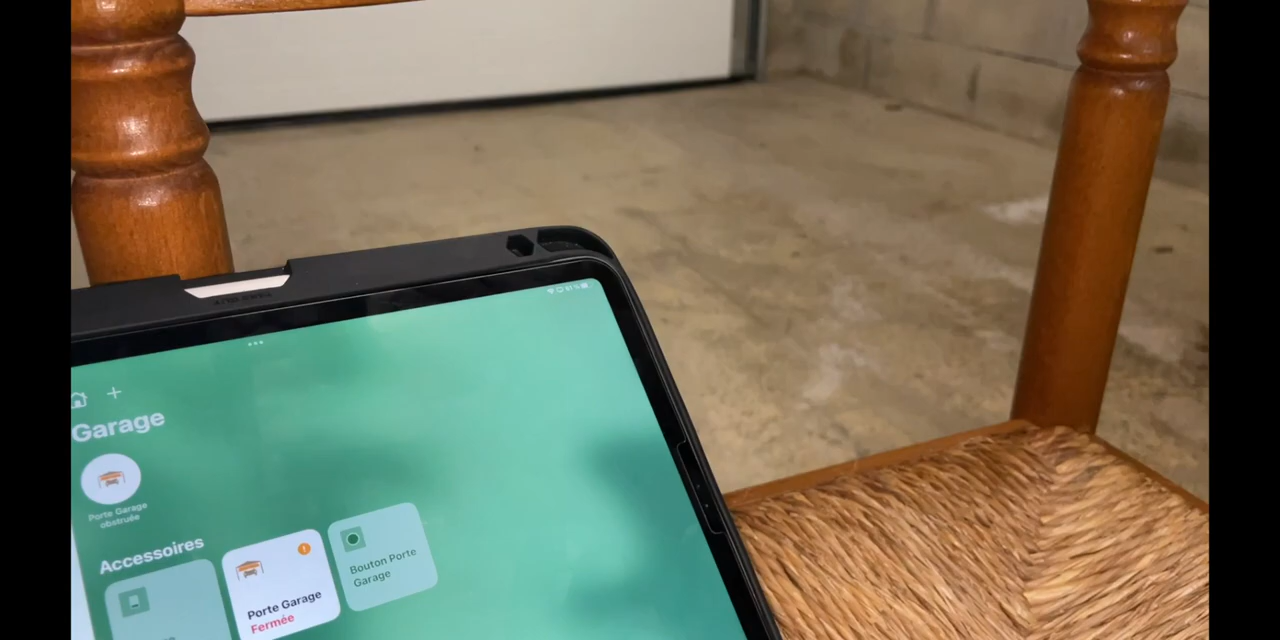 Garage
Porte Garage
obstruée
Accessoires
Porte Garage
Fermée
Bouton Porte
Garage